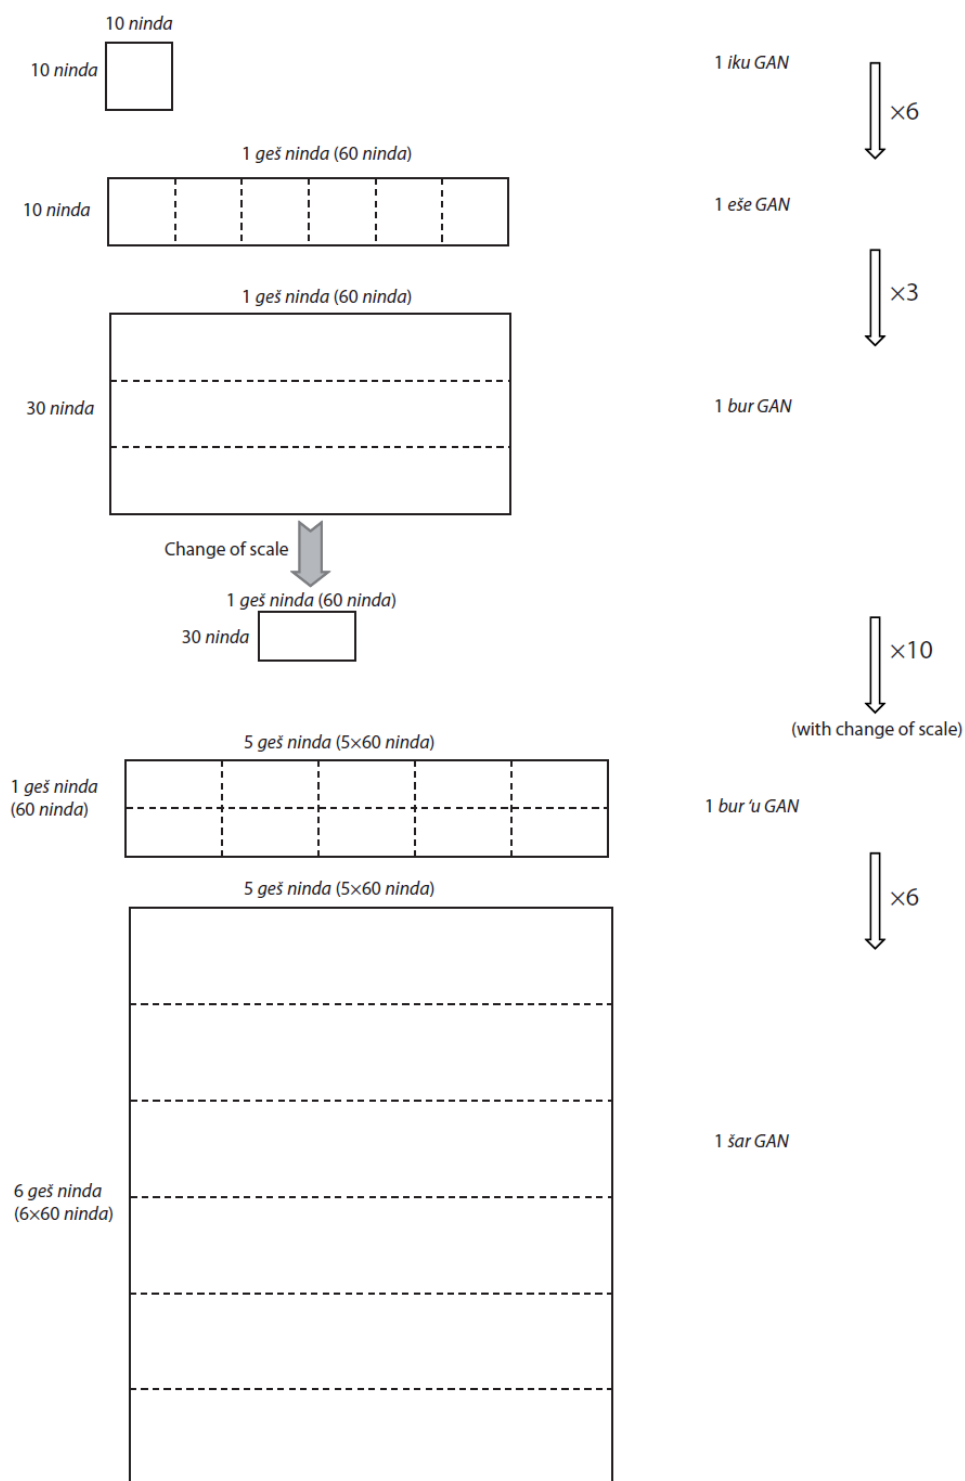 10 ninda
10 ninda
1 iku GAN
×6
1 geš ninda (60 ninda)
10 ninda
1 eše GAN
×3
1 geš ninda (60 ninda)
30 ninda
1 bur GAN
Change of scale
1 geš ninda (60 ninda)
30 ninda
×10
(with change of scale)
5 geš ninda (5×60 ninda)
1 geš ninda
(60 ninda)
1 bur ‘u GAN
×6
5 geš ninda (5×60 ninda)
1 šar GAN
6 geš ninda
(6×60 ninda)